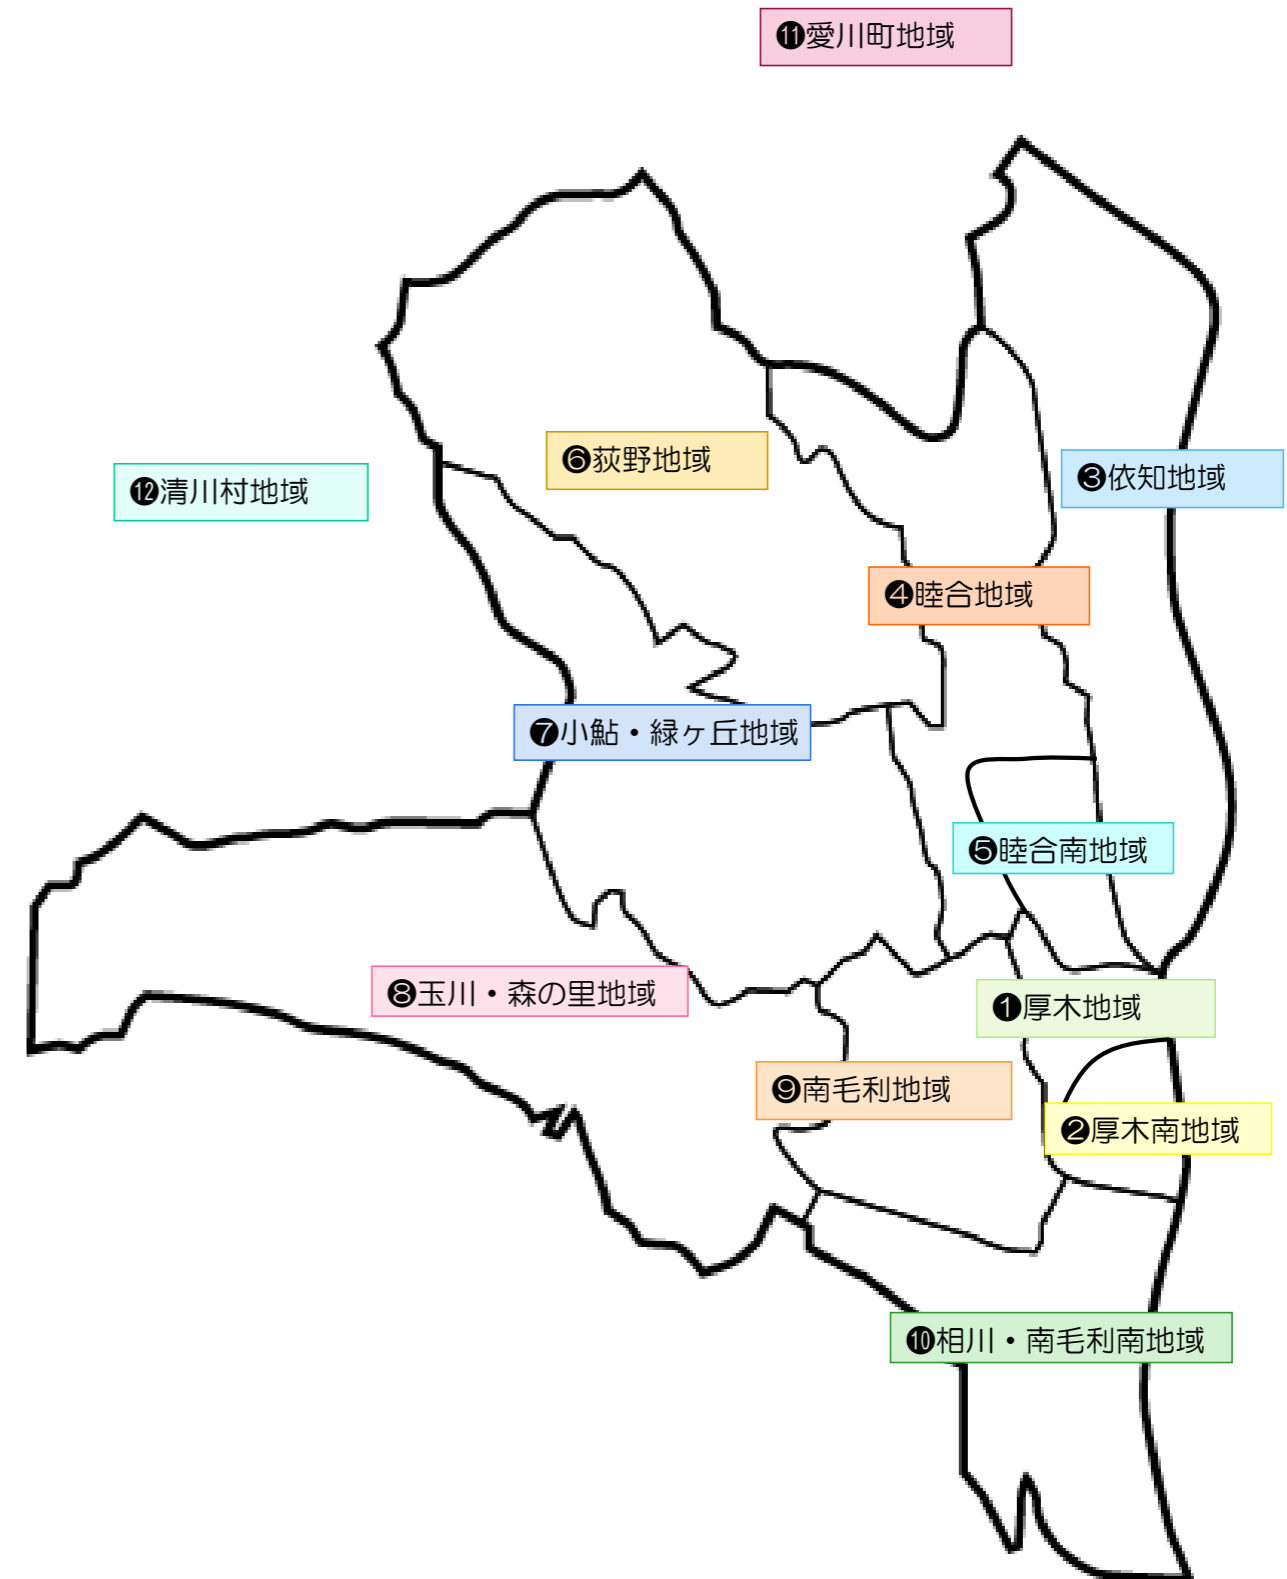 ⓫愛川町地域
❻荻野地域
❸依知地域
⓬清川村地域
❹睦合地域
❼小鮎・緑ヶ丘地域
❺睦合南地域
❽玉川・森の里地域
❶厚木地域
❾南毛利地域
❷厚木南地域
❿相川・南毛利南地域